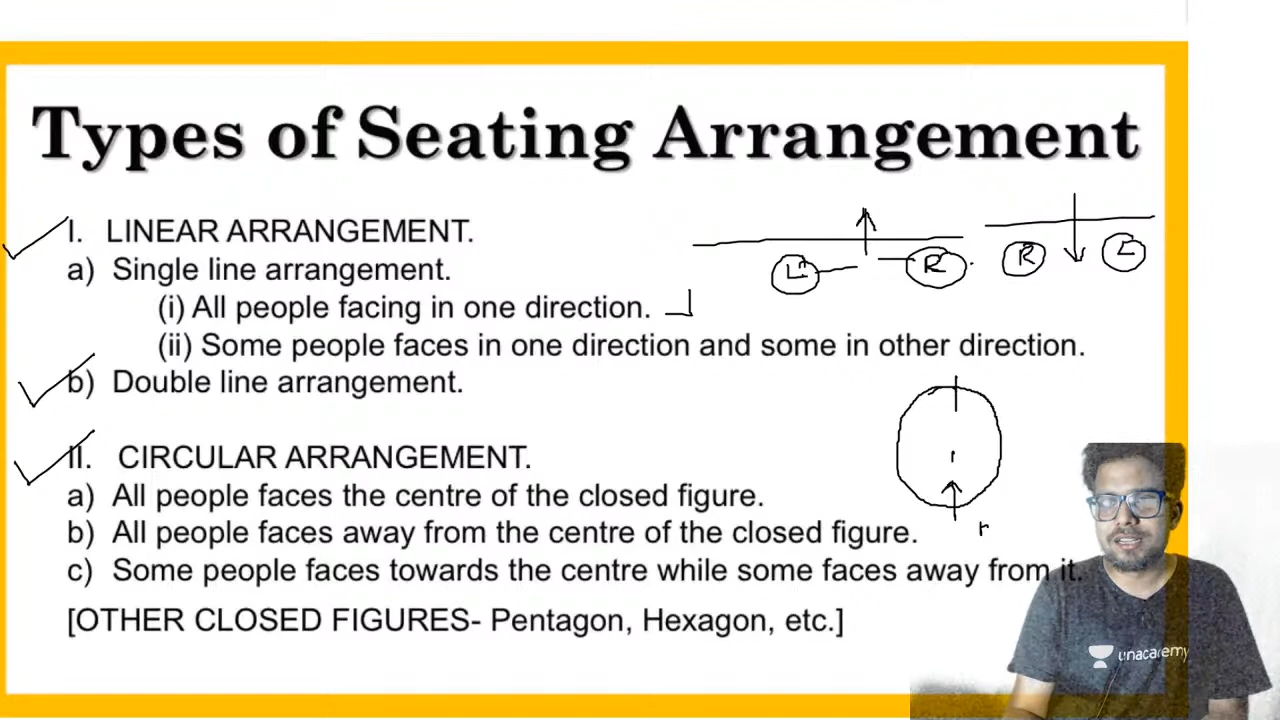 Types of Seating Arrangement
I. LINEAR ARRANGEMENT.
a) Single line arrangement.
(i) All people facing in one direction.
(ii) Some people faces in one direction and some in other direction.
b) Double line arrangement.
L R R L
II. CIRCULAR ARRANGEMENT.
a) All people faces the centre of the closed figure.
b) All people faces away from the centre of the closed figure.
c) Some people faces towards the centre while some faces away from it.
[OTHER CLOSED FIGURES- Pentagon, Hexagon, etc.]
unacademy